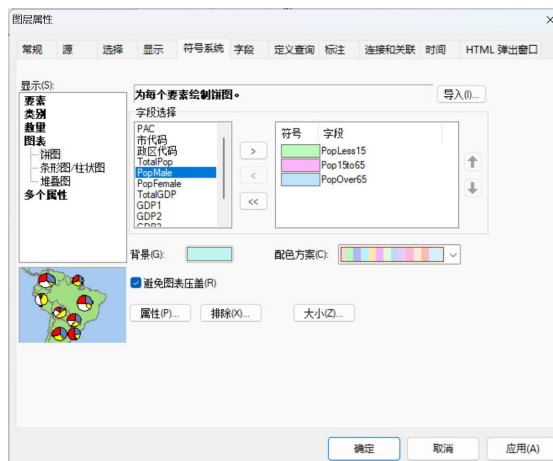 图层属性
常规 源 选择 显示 符号系统 字段 定义查询 标注 连接和关联 时间 HTML 弹出窗口
显示(S):
要素
类别
数量
图表
饼图
条形图/柱状图
堆叠图
多个属性
为每个要素绘制饼图。
导入(I)...
字段选择
PAC
市代码
政区代码
TotalPop
PopMale
PopFemale
TotalGDP
GDP1
GDP2
>
<
<<
符号 字段
PopLess15
Pop15to65
PopOver65
背景(G):
配色方案(C):
避免图表压盖(R)
属性(P)... 排除(X)... 大小(Z)...
确定 取消 应用(A)